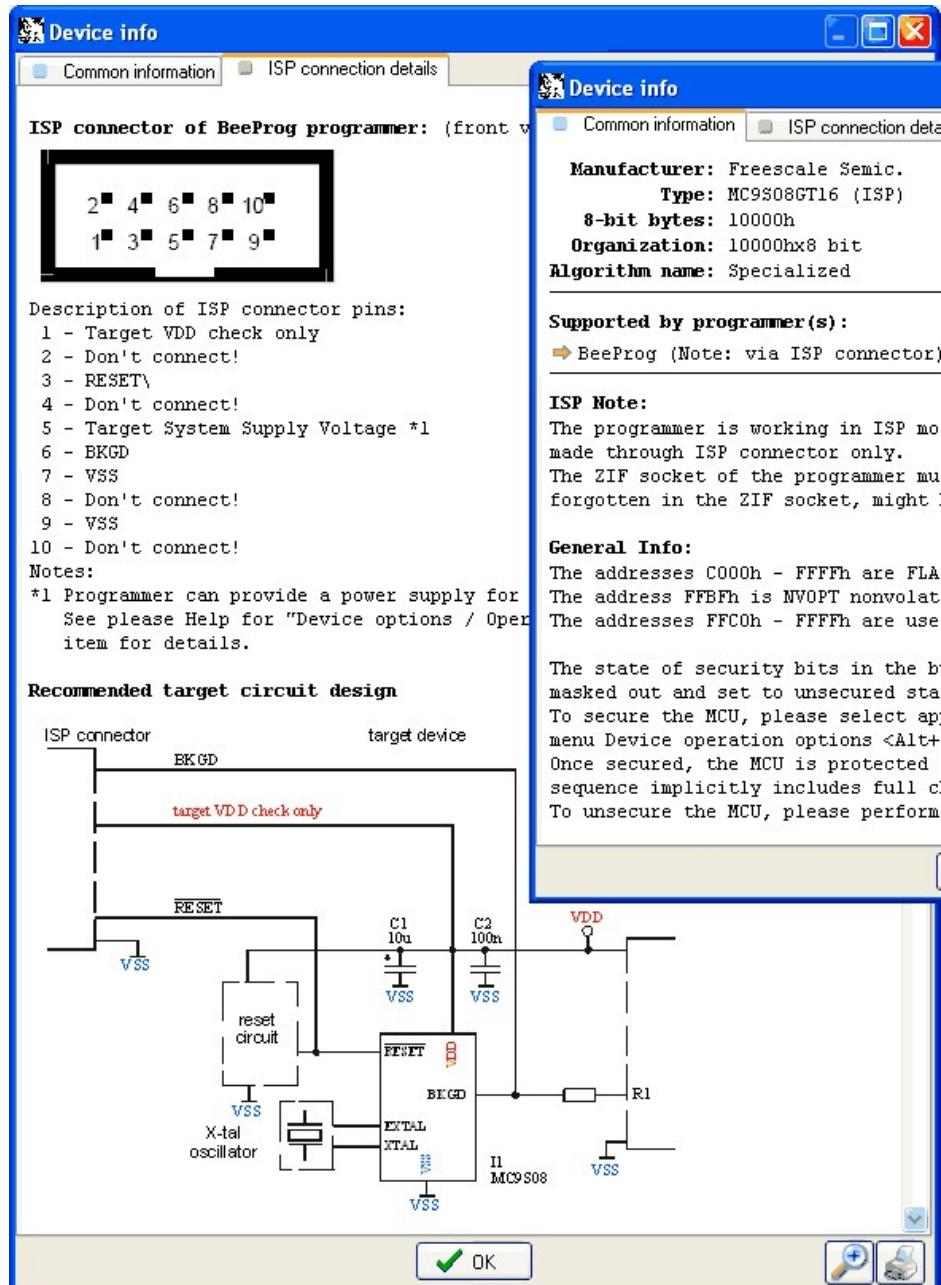 Device info
Common information
ISP connection details
ISP connector of BeeProg programmer: (front v
2 4 6 8 10
1 3 5 7 9
Description of ISP connector pins:
1 - Target VDD check only
2 - Don't connect!
3 - RESET\
4 - Don't connect!
5 - Target System Supply Voltage *1
6 - BKGD
7 - VSS
8 - Don't connect!
9 - VSS
10 - Don't connect!
Notes:
*1 Programmer can provide a power supply for
See please Help for "Device options / Oper
item for details.
Recommended target circuit design
ISP connector
target device
BKGD
target VDD check only
RESET
VSS
C1
10u
VSS
C2
100n
VSS
VDD
reset
circuit
VSS
RESET
VDD
BKGD
EXTAL
XTAL
VSS
X-tal
oscillator
I1
MC9S08
VSS
R1
VSS
OK
Device info
Common information
ISP connection deta
Manufacturer: Freescale Semic.
Type: MC9S08GT16 (ISP)
8-bit bytes: 10000h
Organization: 10000hx8 bit
Algorithm name: Specialized
Supported by programmer(s):
BeeProg (Note: via ISP connector)
ISP Note:
The programmer is working in ISP mo
made through ISP connector only.
The ZIF socket of the programmer mu
forgotten in the ZIF socket, might
General Info:
The addresses C000h - FFFFh are FLA
The address FFBFh is NVOPT nonvolat
The addresses FFC0h - FFFFh are use
The state of security bits in the b
masked out and set to unsecured sta
To secure the MCU, please select ap
menu Device operation options <Alt+
Once secured, the MCU is protected
sequence implicitly includes full c
To unsecure the MCU, please perform